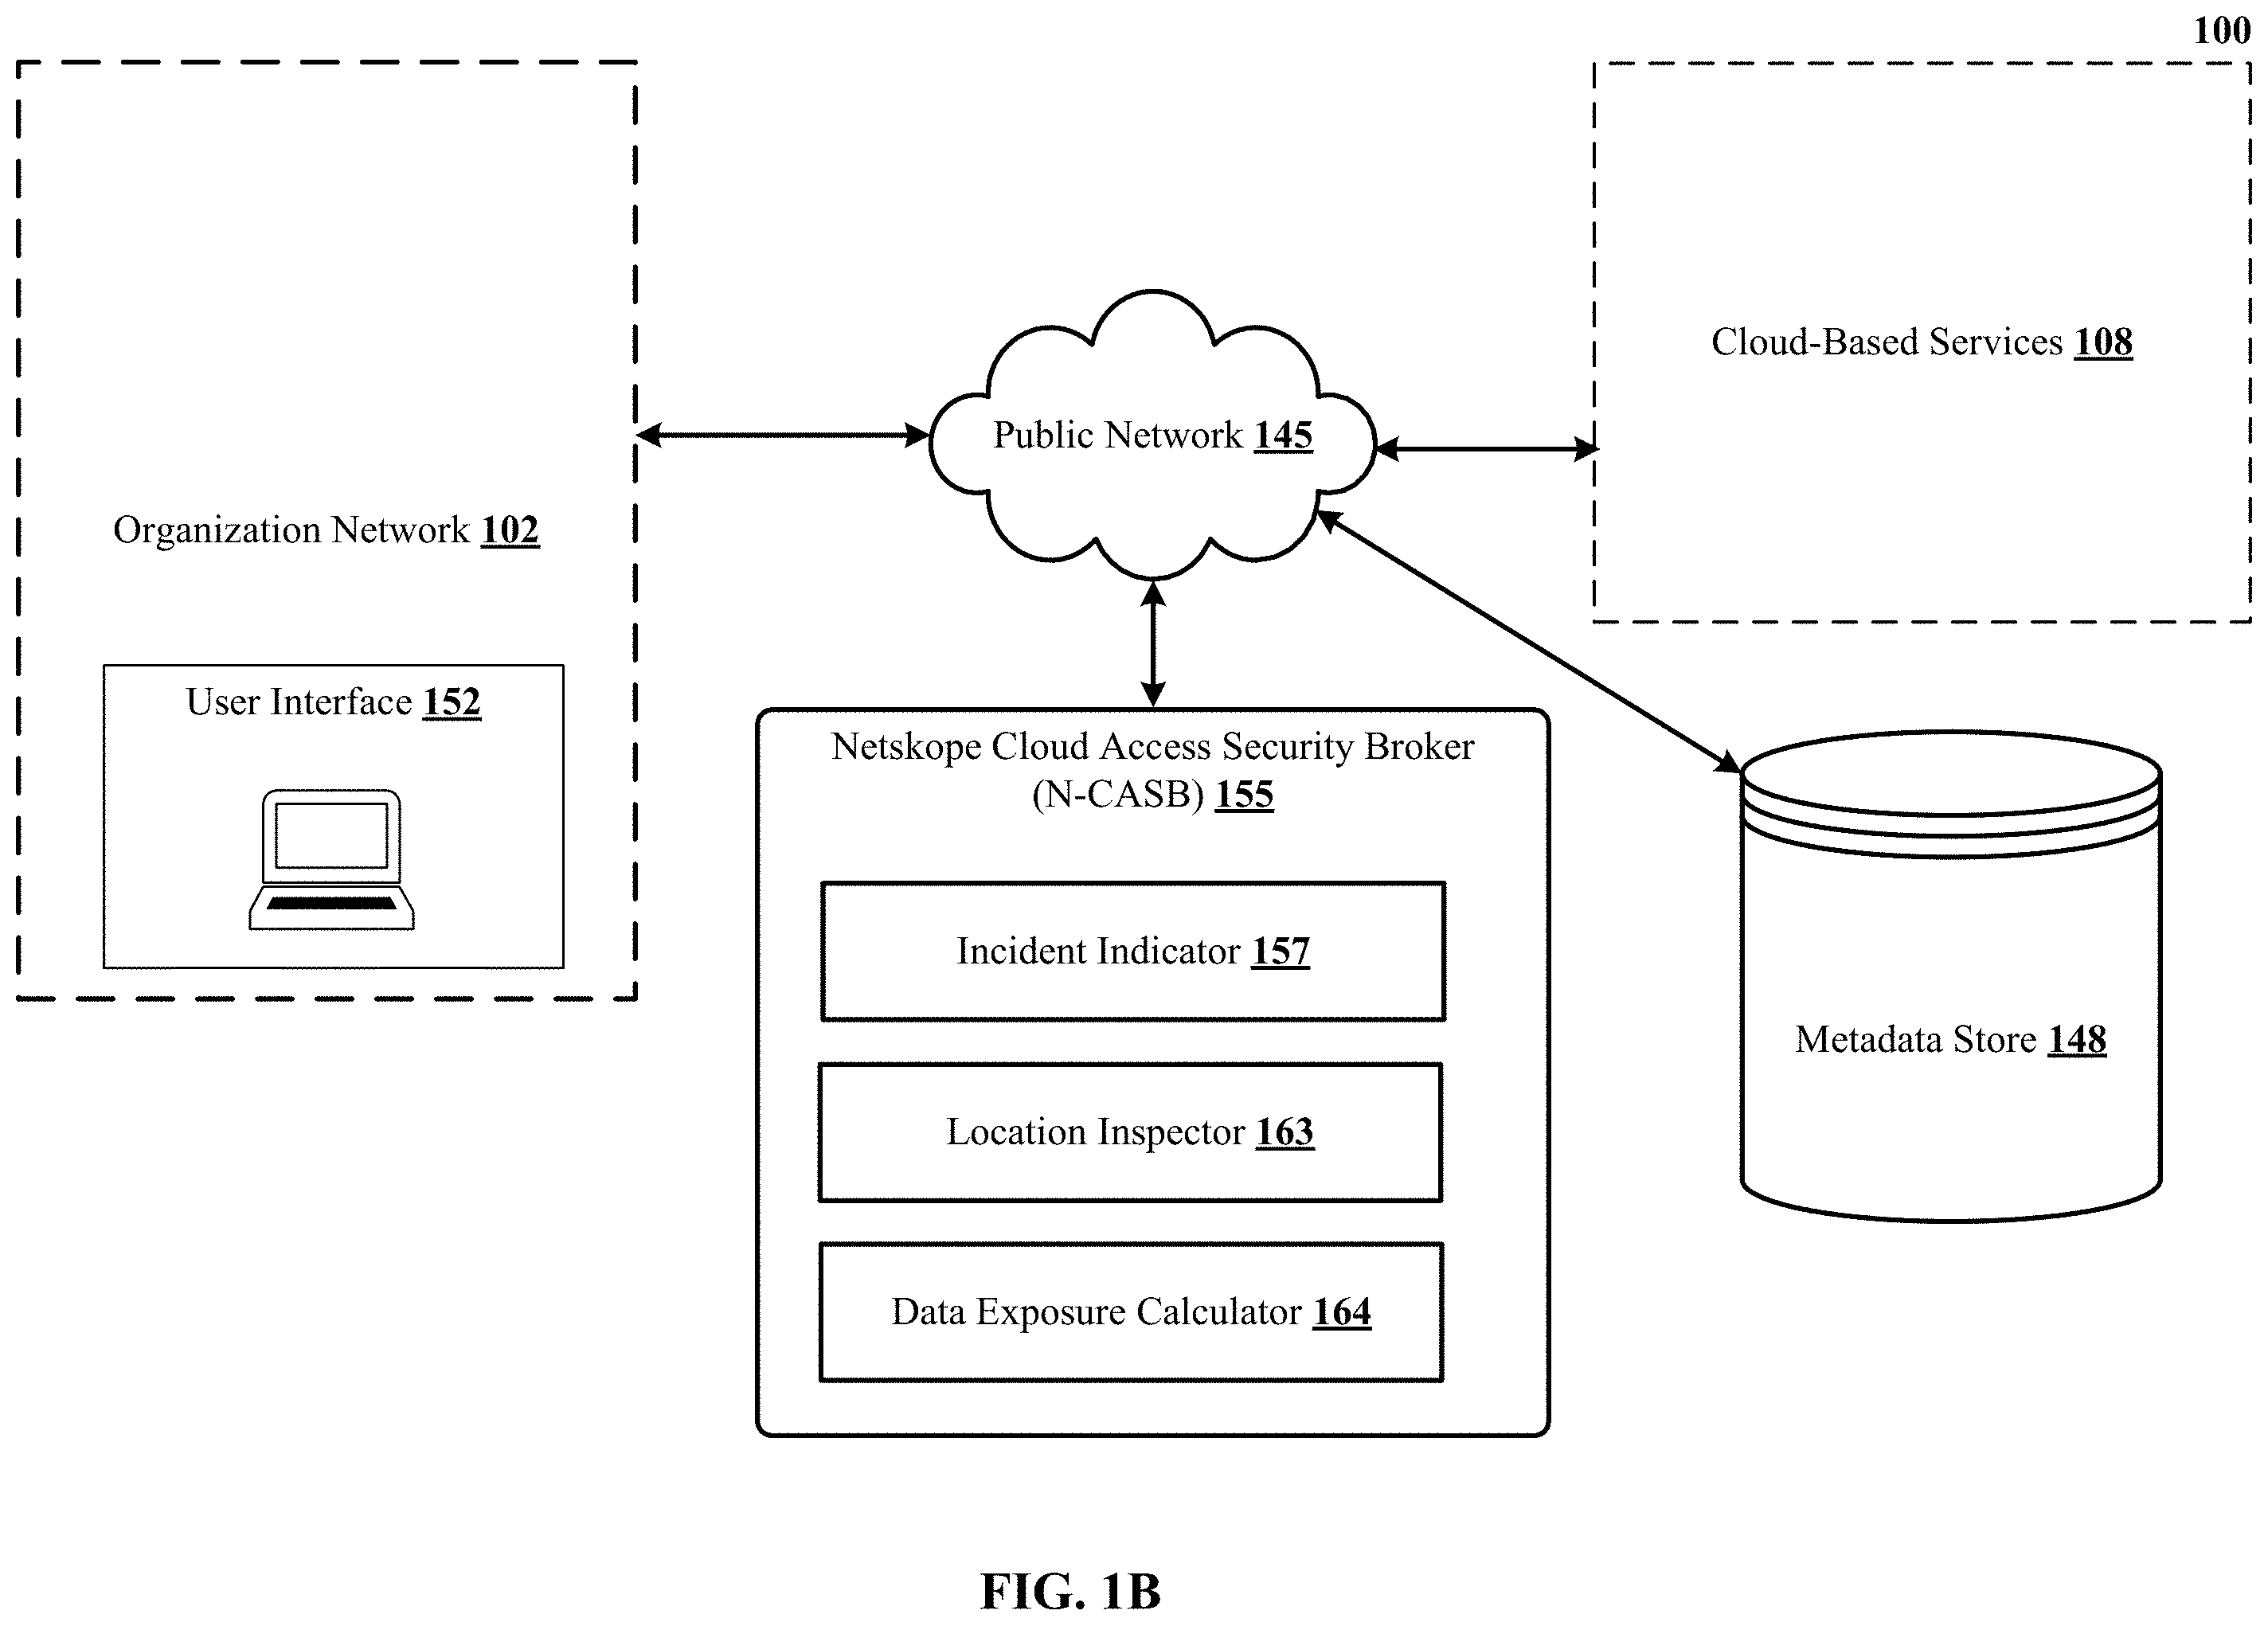 100
Cloud-Based Services 108
Public Network 145
Organization Network 102
User Interface 152
Netskope Cloud Access Security Broker
(N-CASB) 155
Incident Indicator 157
Location Inspector 163
Data Exposure Calculator 164
Metadata Store 148
FIG. 1B